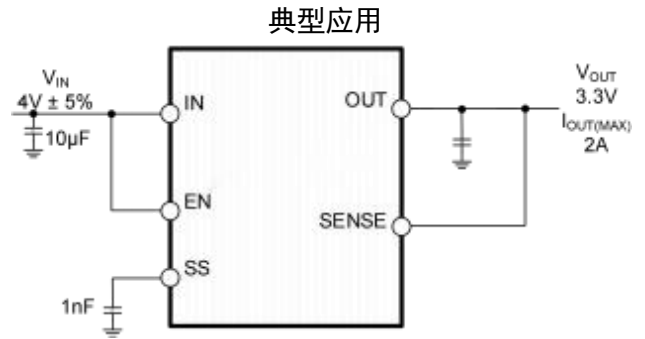 典型应用
VIN
4V ± 5%
10μF
IN
EN
SS
1nF
OUT
SENSE
VOUT
3.3V
IOUT(MAX)
2A